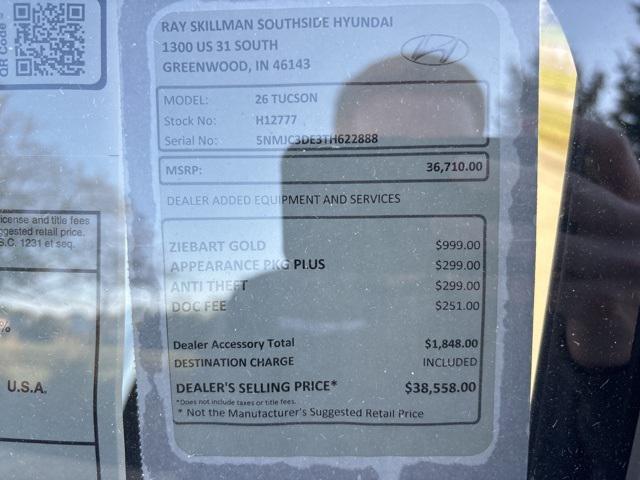 QR Code
RAY SKILLMAN SOUTHSIDE HYUNDAI
1300 US 31 SOUTH
GREENWOOD, IN 46143
MODEL: 26 TUCSON
Stock No: H12777
Serial No: 5NMJC3DE3TH622888
MSRP: 36,710.00
DEALER ADDED EQUIPMENT AND SERVICES
ZIEBART GOLD $999.00
APPEARANCE PKG PLUS $299.00
ANTI THEFT $299.00
DOC FEE $251.00
Dealer Accessory Total $1,848.00
DESTINATION CHARGE INCLUDED
DEALER'S SELLING PRICE* $38,558.00
*Does not include taxes or title fees.
* Not the Manufacturer's Suggested Retail Price
icense and title fees
ggested retail price.
S.C. 1231 et seq.
%
U.S.A.